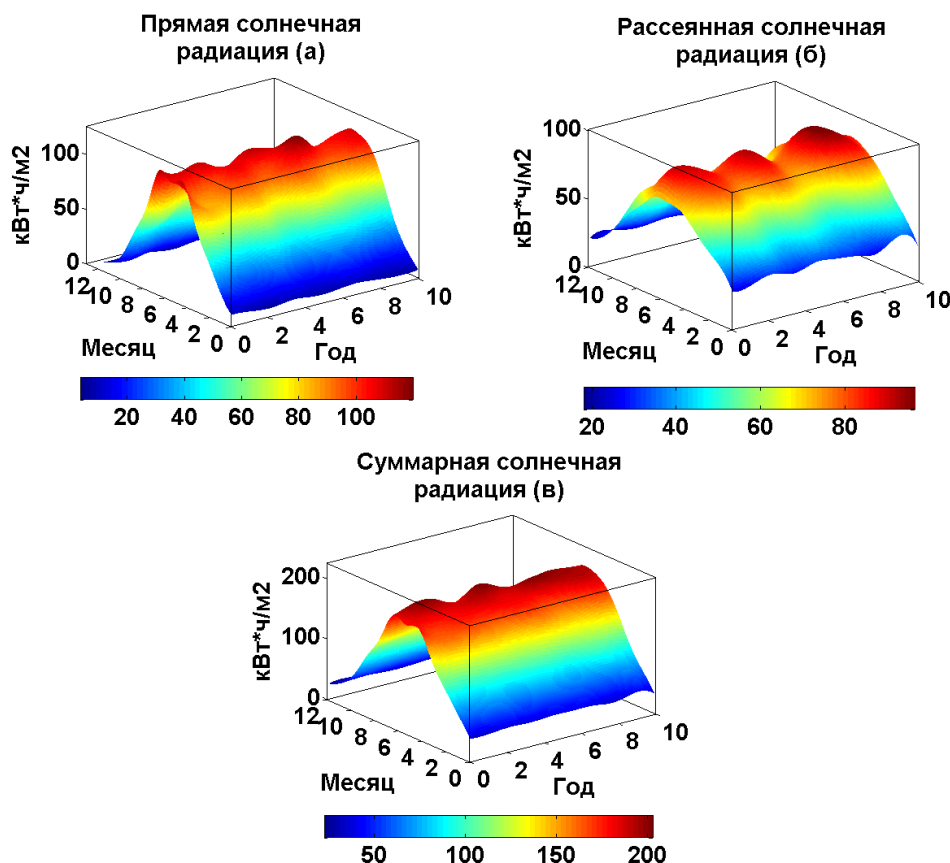 Прямая солнечная
радиация (а)
кВт*ч/м2
100
50
0
12
10
8
6
4
2
0
Месяц
0
2
4
6
8
10
Год
20 40 60 80 100
Рассеянная солнечная
радиация (б)
кВт*ч/м2
100
50
0
12
10
8
6
4
2
0
Месяц
0
2
4
6
8
10
Год
20 40 60 80
Суммарная солнечная
радиация (в)
кВт*ч/м2
200
100
0
12
10
8
6
4
2
0
Месяц
0
2
4
6
8
10
Год
50 100 150 200